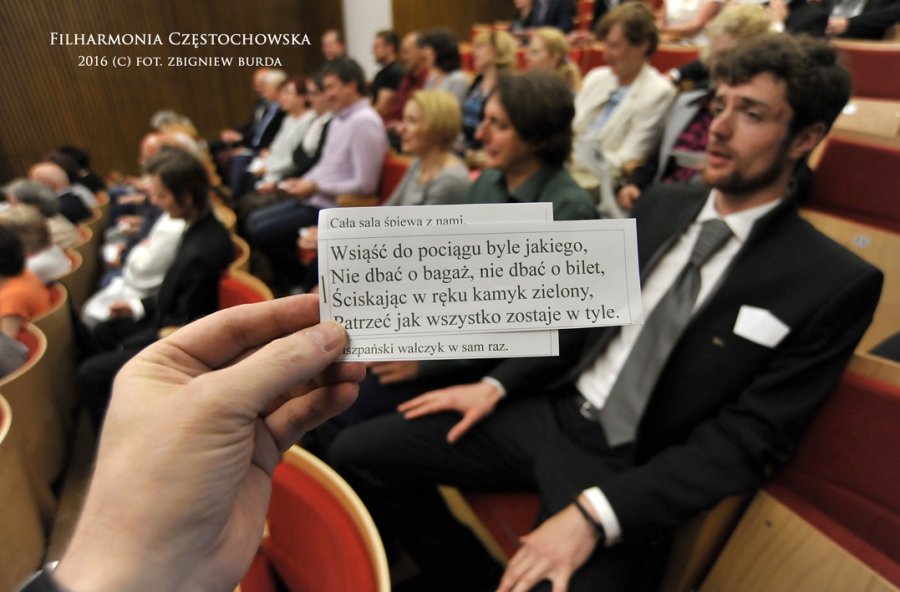 FILHARMONIA CZĘSTOCHOWSKA
2016 (C) FOT. ZBIGNIEW BURDA
Cała sala śpiewa z nami,
Wsiąść do pociągu byle jakiego,
Nie dbać o bagaż, nie dbać o bilet,
Ściskając w ręku kamyk zielony,
Patrzeć jak wszystko zostaje w tyle.
walczyk w sam raz.